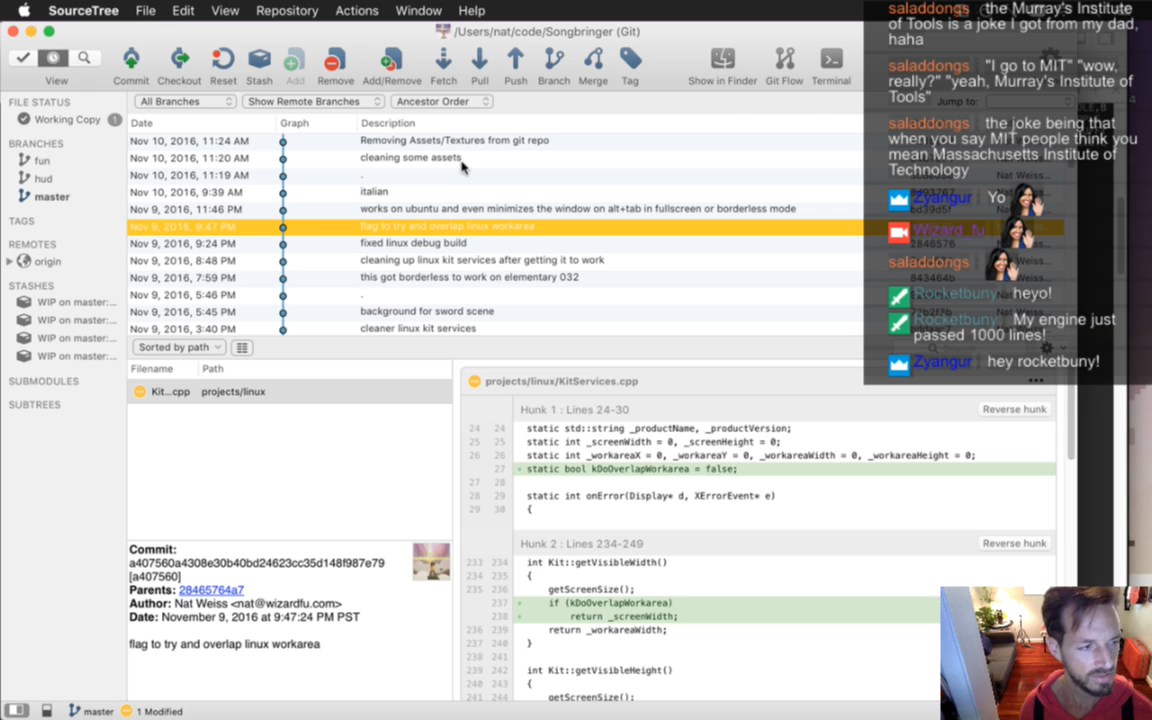 SourceTree File Edit View Repository Actions Window Help
/Users/nat/code/Songbringer (Git)
View Commit Checkout Reset Stash Add Remove Add/Remove Fetch Pull Push Branch Merge Tag Show in Finder Git Flow Terminal
All Branches Show Remote Branches Ancestor Order Jump to:
FILE STATUS
Working Copy 1
BRANCHES
fun
hud
master
TAGS
REMOTES
origin
STASHES
WIP on master:...
WIP on master:...
WIP on master:...
WIP on master:...
SUBMODULES
SUBTREES
Date Graph Description
Nov 10, 2016, 11:24 AM Removing Assets/Textures from git repo
Nov 10, 2016, 11:20 AM cleaning some assets
Nov 10, 2016, 11:19 AM .
Nov 10, 2016, 9:39 AM italian
Nov 9, 2016, 11:46 PM works on ubuntu and even minimizes the window on alt+tab in fullscreen or borderless mode
Nov 9, 2016, 9:47 PM flag to try and overlap linux workarea
Nov 9, 2016, 9:24 PM fixed linux debug build
Nov 9, 2016, 8:48 PM cleaning up linux kit services after getting it to work
Nov 9, 2016, 7:59 PM this got borderless to work on elementary 032
Nov 9, 2016, 5:46 PM .
Nov 9, 2016, 5:45 PM background for sword scene
Nov 9, 2016, 3:40 PM cleaner linux kit services
Sorted by path
Filename Path
Kit...cpp projects/linux
Commit:
a407560a4308e30b40bd24623cc35d148f987e79
[a407560]
Parents: 28465764a7
Author: Nat Weiss <nat@wizardfu.com>
Date: November 9, 2016 at 9:47:24 PM PST
flag to try and overlap linux workarea
projects/linux/KitServices.cpp
Hunk 1 : Lines 24-30 Reverse hunk
24 24 static std::string _productName, _productVersion;
25 25 static int _screenWidth = 0, _screenHeight = 0;
26 26 static int _workareaX = 0, _workareaY = 0, _workareaWidth = 0, _workareaHeight = 0;
27 + static bool kDoOverlapWorkarea = false;
27 28
28 29 static int onError(Display* d, XErrorEvent* e)
29 30 {
Hunk 2 : Lines 234-249 Reverse hunk
233 234 int Kit::getVisibleWidth()
234 235 {
235 236 getScreenSize();
237 + if (kDoOverlapWorkarea)
238 + return _screenWidth;
236 239 return _workareaWidth;
237 240 }
238 241
239 242 int Kit::getVisibleHeight()
240 243 {
241 244 getScreenSize();
master 1 Modified
saladdongs the Murray's Institute
of Tools is a joke I got from my dad,
haha
saladdongs "I go to MIT" "wow,
really?" "yeah, Murray's Institute of
Tools"
saladdongs the joke being that
when you say MIT people think you
mean Massachusetts Institute of
Technology
Zyangur Yo
Wizard_fu
saladdongs
Rocketbuny heyo!
Rocketbuny My engine just
passed 1000 lines!
Zyangur hey rocketbuny!